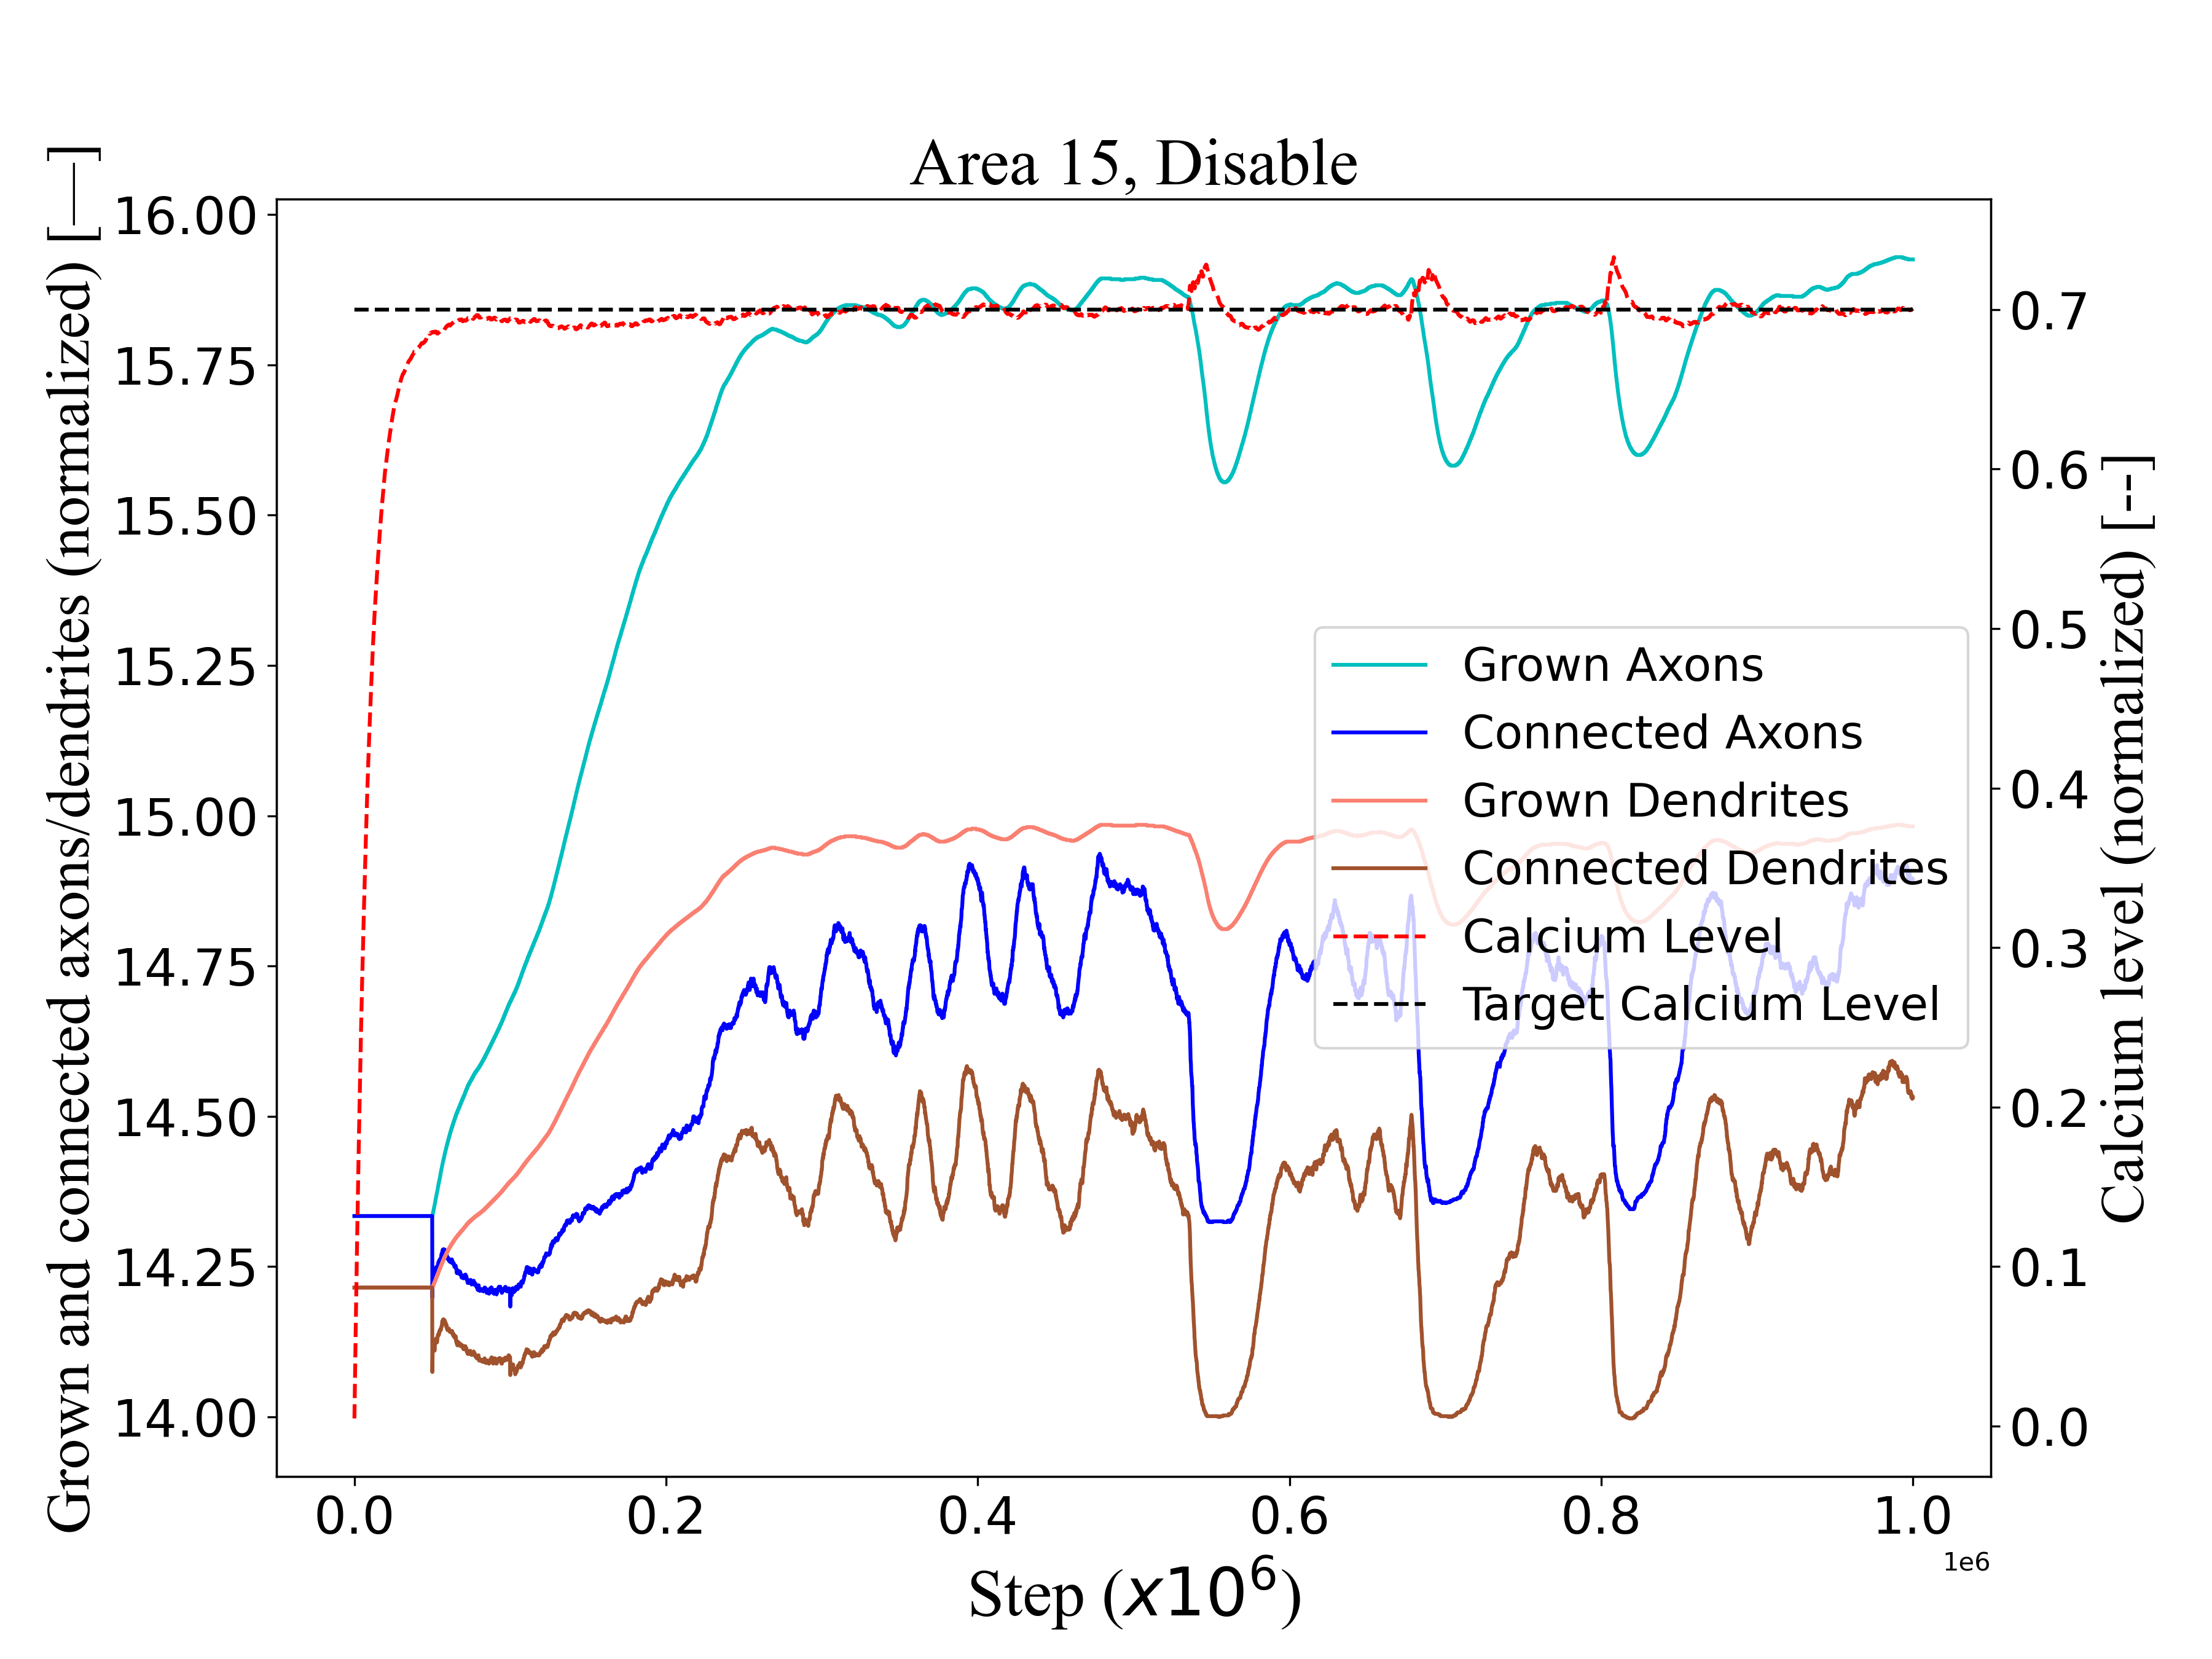 Area 15, Disable
Grown and connected axons/dendrites (normalized) [—]
16.00
15.75
15.50
15.25
15.00
14.75
14.50
14.25
14.00
Grown Axons
Connected Axons
Grown Dendrites
Connected Dendrites
Calcium Level
Target Calcium Level
0.7
0.6
0.5
0.4
0.3
0.2
0.1
0.0
Calcium level (normalized) [--]
0.0 0.2 0.4 0.6 0.8 1.0
1e6
Step (x10⁶)